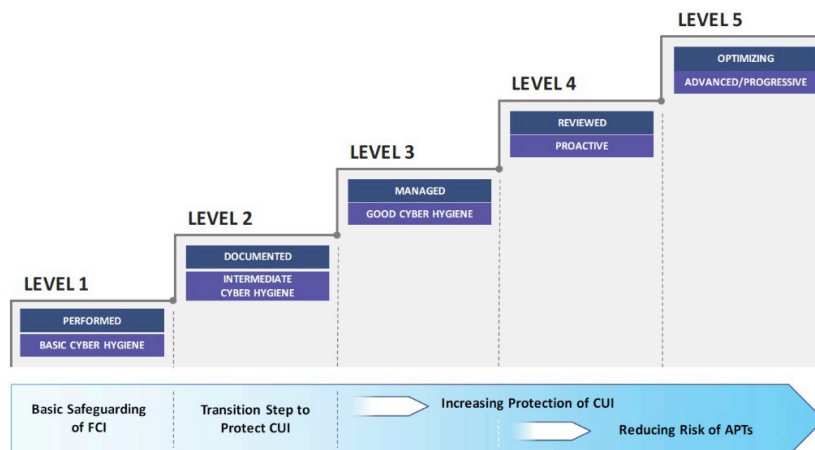 LEVEL 5
OPTIMIZING
ADVANCED/PROGRESSIVE
LEVEL 4
REVIEWED
PROACTIVE
LEVEL 3
MANAGED
GOOD CYBER HYGIENE
LEVEL 2
DOCUMENTED
INTERMEDIATE
CYBER HYGIENE
LEVEL 1
PERFORMED
BASIC CYBER HYGIENE
Basic Safeguarding
of FCI
Transition Step to
Protect CUI
Increasing Protection of CUI
Reducing Risk of APTs